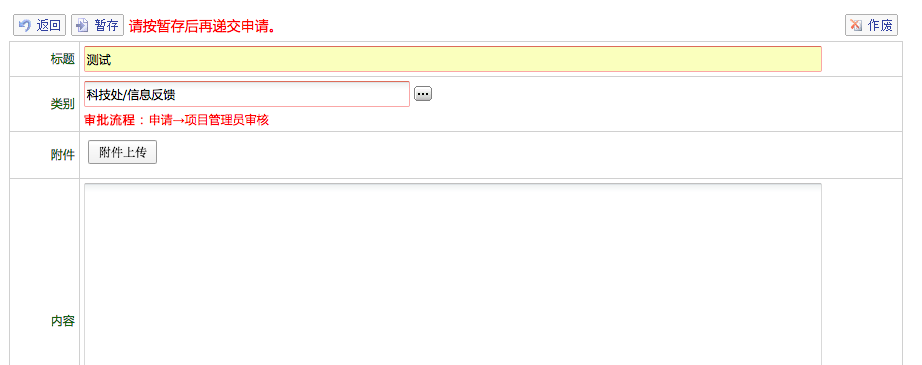 返回 暂存 请按暂存后再递交申请。 作废
标题 测试
类别 科技处/信息反馈
审批流程：申请→项目管理员审核
附件 附件上传
内容